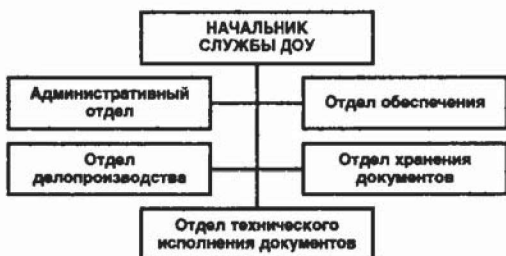 НАЧАЛЬНИК
СЛУЖБЫ ДОУ
Административный
отдел
Отдел обеспечения
Отдел
делопроизводства
Отдел хранения
документов
Отдел технического
исполнения документов